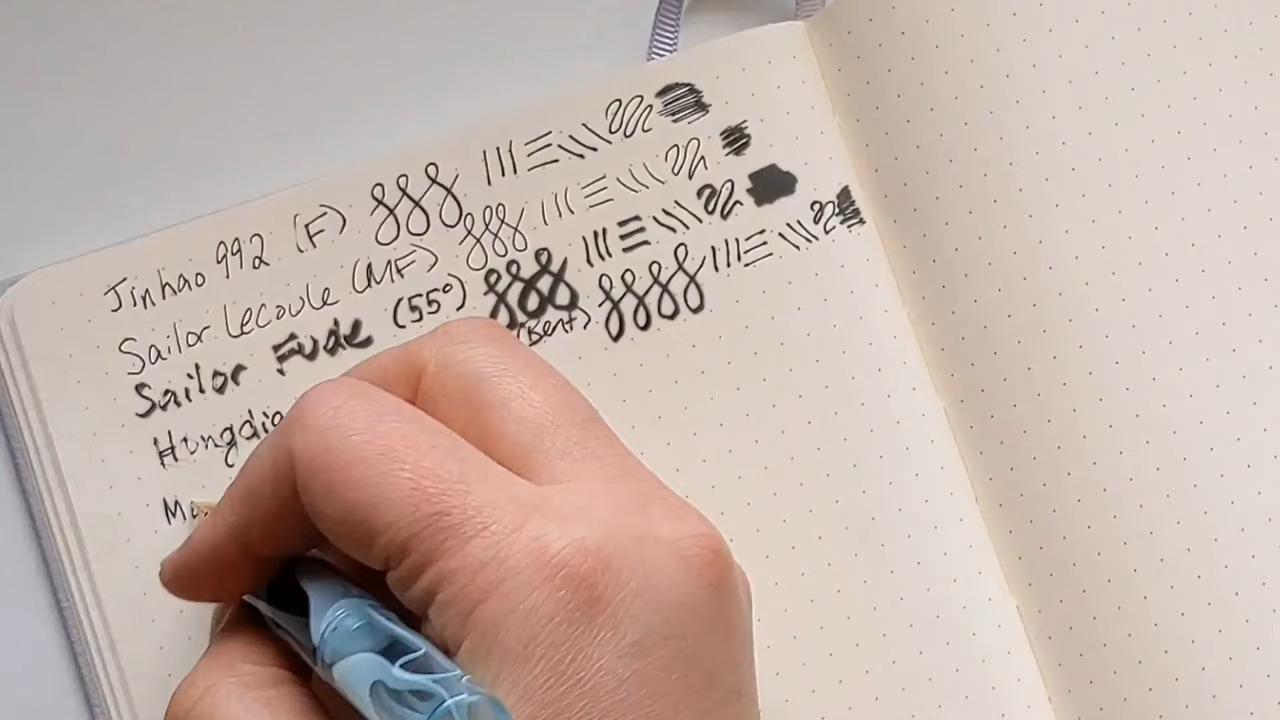 Jinhao 992 (F)
Sailor Lecoule (MF)
Sailor Fude (55°)
(Bent)